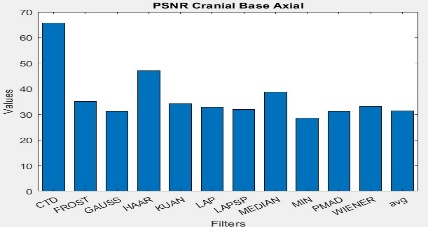 PSNR Cranial Base Axial
70
60
50
40
30
20
10
0
Values
CTD FROST GAUSS HAAR KUAN LAP LAPSP MEDIAN MIN PMAD WIENER avg
Filters